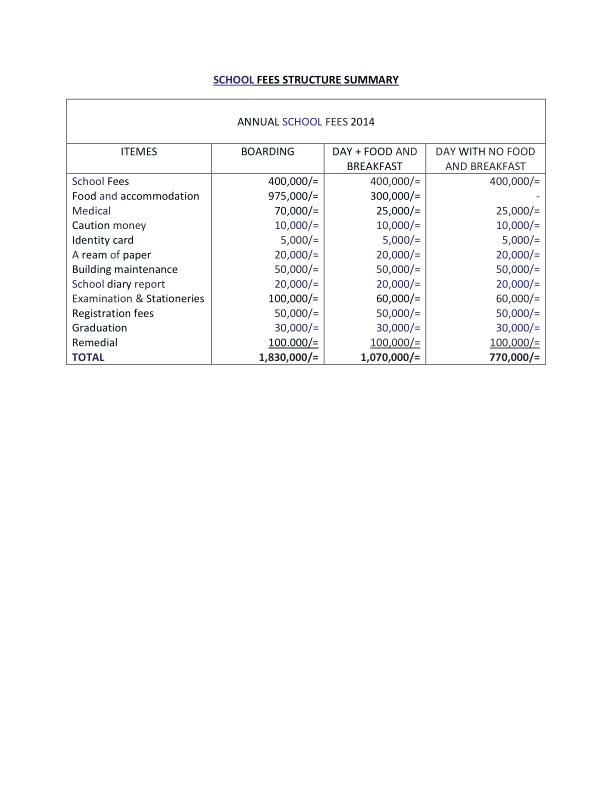 SCHOOL FEES STRUCTURE SUMMARY
ANNUAL SCHOOL FEES 2014
ITEMES BOARDING DAY + FOOD AND BREAKFAST DAY WITH NO FOOD AND BREAKFAST
School Fees 400,000/= 400,000/= 400,000/=
Food and accommodation 975,000/= 300,000/= -
Medical 70,000/= 25,000/= 25,000/=
Caution money 10,000/= 10,000/= 10,000/=
Identity card 5,000/= 5,000/= 5,000/=
A ream of paper 20,000/= 20,000/= 20,000/=
Building maintenance 50,000/= 50,000/= 50,000/=
School diary report 20,000/= 20,000/= 20,000/=
Examination & Stationeries 100,000/= 60,000/= 60,000/=
Registration fees 50,000/= 50,000/= 50,000/=
Graduation 30,000/= 30,000/= 30,000/=
Remedial 100.000/= 100,000/= 100,000/=
TOTAL 1,830,000/= 1,070,000/= 770,000/=